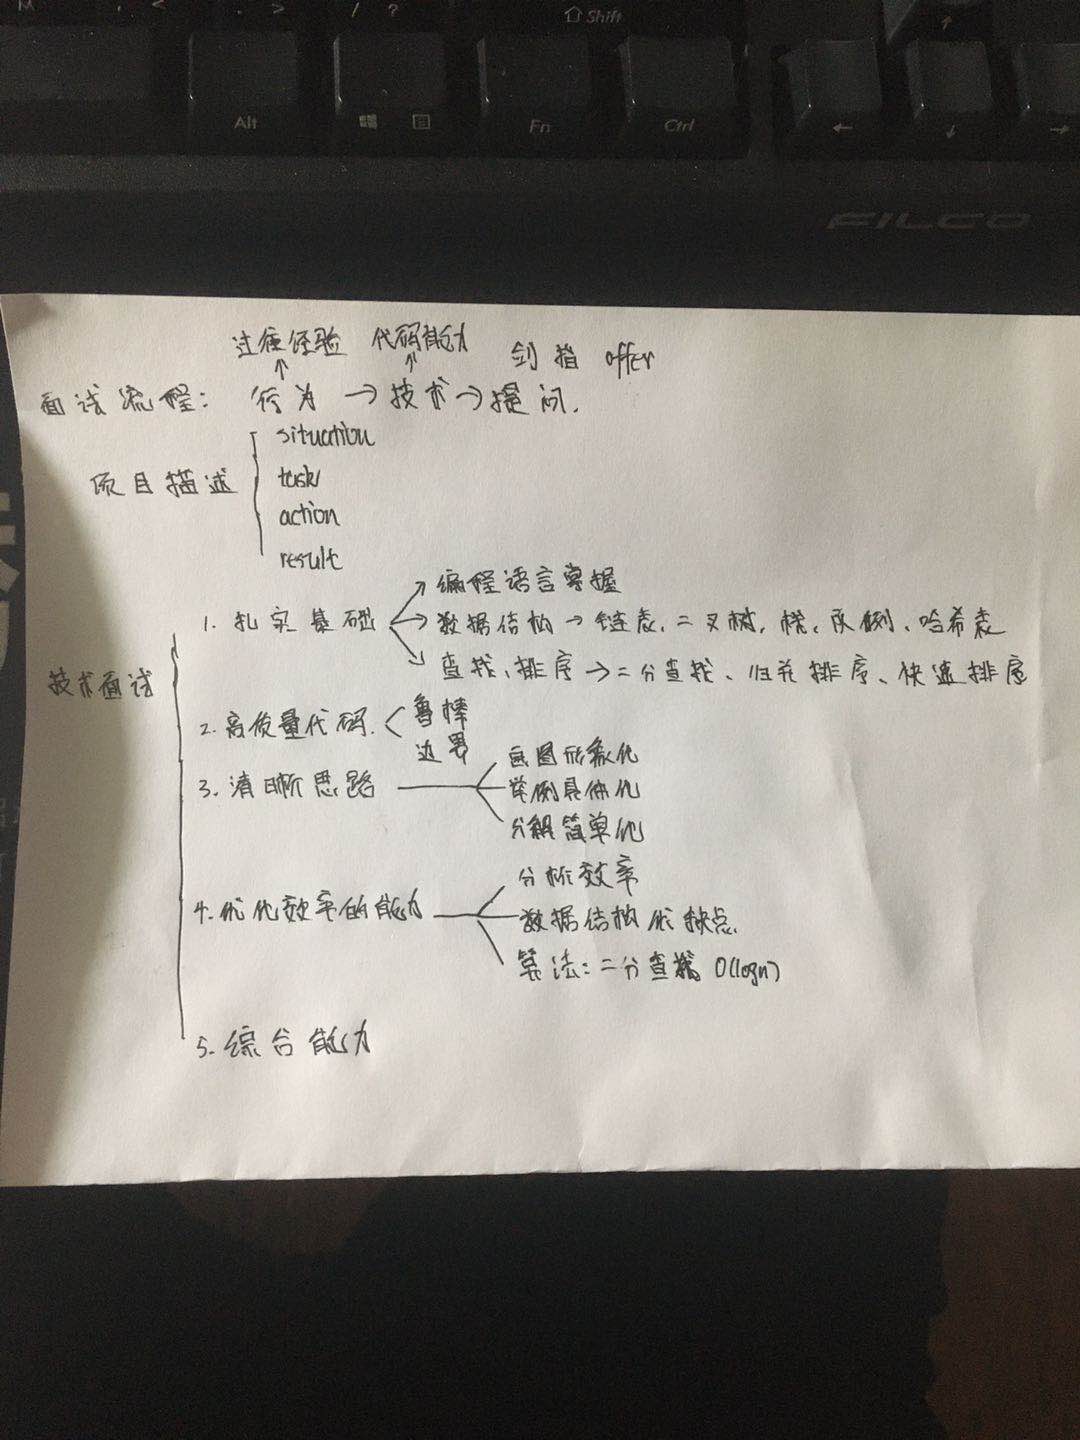 M , < . > / ? ⇧ Shift
Alt Fn Ctrl ← ↓ →
↑
FILCO
过往经验 代码能力 剑指 offer
面试流程: 行为 → 技术 → 提问.
项目描述
situation
task
action
result
技术面试
1. 扎实基础
→ 编程语言掌握
→ 数据结构 → 链表、二叉树、栈、队列、哈希表
→ 查找、排序 → 二分查找、归并排序、快速排序
2. 高质量代码.
鲁棒
边界
3. 清晰思路
画图形象化
举例具体化
分解简单化
4. 优化效率的能力
分析效率
数据结构优缺点.
算法: 二分查找 O(logn)
5. 综合能力